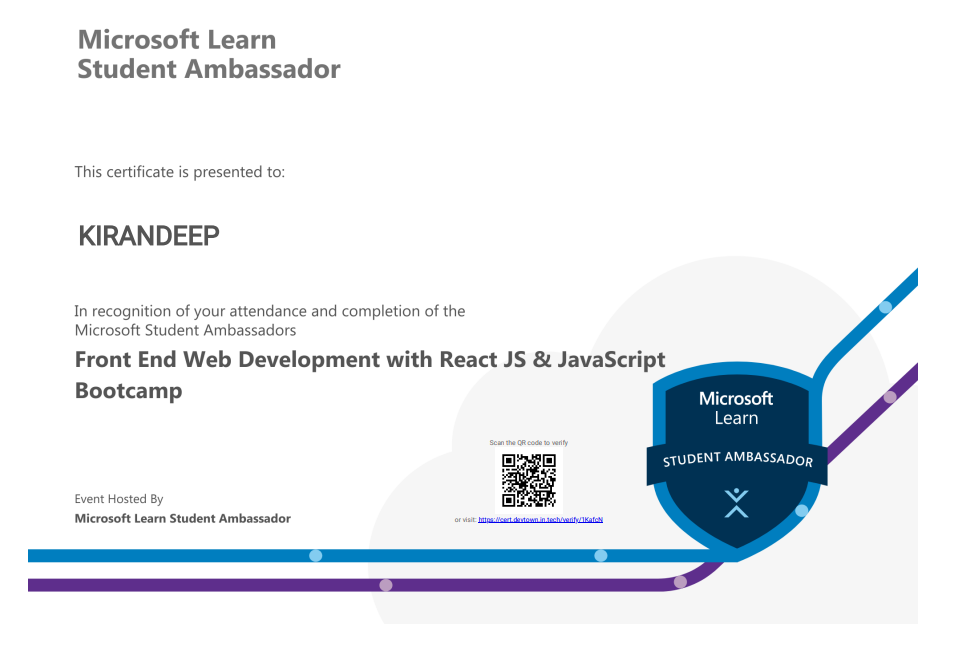 Microsoft Learn
Student Ambassador
This certificate is presented to:
KIRANDEEP
In recognition of your attendance and completion of the
Microsoft Student Ambassadors
Front End Web Development with React JS & JavaScript
Bootcamp
Microsoft
Learn
STUDENT AMBASSADOR
Scan the QR code to verify
Event Hosted By
Microsoft Learn Student Ambassador
or visit: https://cert.devtown.in.tech/verify/1KafcN